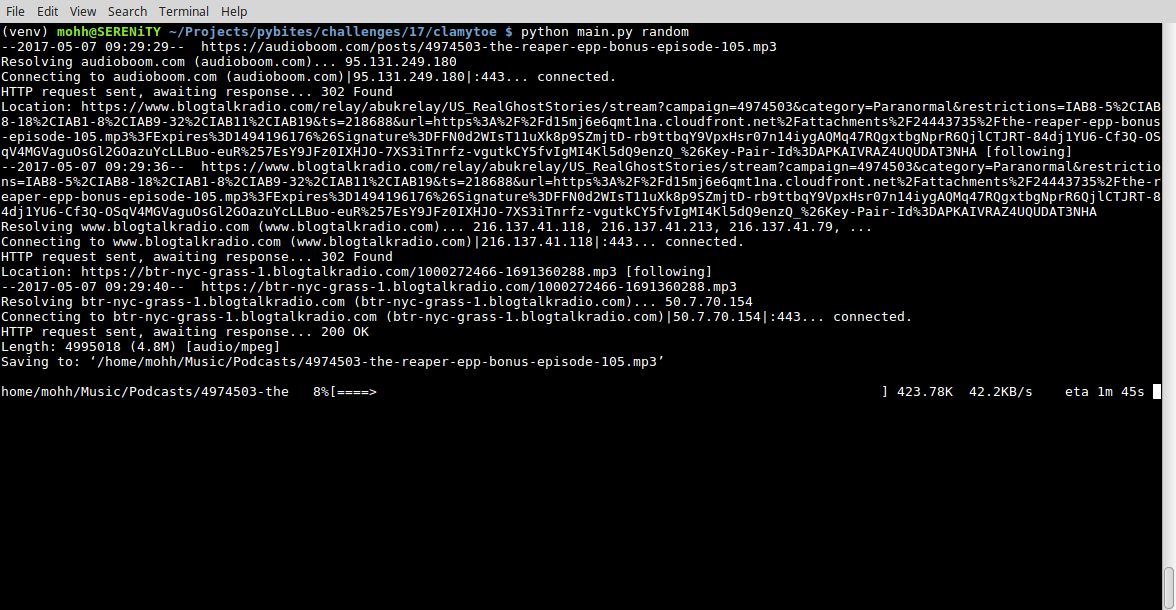 File Edit View Search Terminal Help
(venv) mohh@SERENiTY ~/Projects/pybites/challenges/17/clamytoe $ python main.py random
--2017-05-07 09:29:29--  https://audioboom.com/posts/4974503-the-reaper-epp-bonus-episode-105.mp3
Resolving audioboom.com (audioboom.com)... 95.131.249.180
Connecting to audioboom.com (audioboom.com)|95.131.249.180|:443... connected.
HTTP request sent, awaiting response... 302 Found
Location: https://www.blogtalkradio.com/relay/abukrelay/US_RealGhostStories/stream?campaign=4974503&category=Paranormal&restrictions=IAB8-5%2CIAB
8-18%2CIAB1-8%2CIAB9-32%2CIAB11%2CIAB19&ts=218688&url=https%3A%2F%2Fd15mj6e6qmt1na.cloudfront.net%2Fattachments%2F24443735%2Fthe-reaper-epp-bonus
-episode-105.mp3%3FExpires%3D1494196176%26Signature%3DFFN0d2WIsT11uXk8p9SZmjtD-rb9ttbqY9VpxHsr07n14iygAQMq47RQgxtbgNprR6QjlCTJRT-84dj1YU6-Cf3Q-OS
qV4MGVaguOsGl2GOazuYcLLBuo-euR%257EsY9JFz0IXHJO-7XS3iTnrfz-vgutkCY5fvIgMI4Kl5dQ9enzQ_%26Key-Pair-Id%3DAPKAIVRAZ4UQUDAT3NHA [following]
--2017-05-07 09:29:36--  https://www.blogtalkradio.com/relay/abukrelay/US_RealGhostStories/stream?campaign=4974503&category=Paranormal&restrictio
ns=IAB8-5%2CIAB8-18%2CIAB1-8%2CIAB9-32%2CIAB11%2CIAB19&ts=218688&url=https%3A%2F%2Fd15mj6e6qmt1na.cloudfront.net%2Fattachments%2F24443735%2Fthe-r
eaper-epp-bonus-episode-105.mp3%3FExpires%3D1494196176%26Signature%3DFFN0d2WIsT11uXk8p9SZmjtD-rb9ttbqY9VpxHsr07n14iygAQMq47RQgxtbgNprR6QjlCTJRT-8
4dj1YU6-Cf3Q-OSqV4MGVaguOsGl2GOazuYcLLBuo-euR%257EsY9JFz0IXHJO-7XS3iTnrfz-vgutkCY5fvIgMI4Kl5dQ9enzQ_%26Key-Pair-Id%3DAPKAIVRAZ4UQUDAT3NHA
Resolving www.blogtalkradio.com (www.blogtalkradio.com)... 216.137.41.118, 216.137.41.213, 216.137.41.79, ...
Connecting to www.blogtalkradio.com (www.blogtalkradio.com)|216.137.41.118|:443... connected.
HTTP request sent, awaiting response... 302 Found
Location: https://btr-nyc-grass-1.blogtalkradio.com/1000272466-1691360288.mp3 [following]
--2017-05-07 09:29:40--  https://btr-nyc-grass-1.blogtalkradio.com/1000272466-1691360288.mp3
Resolving btr-nyc-grass-1.blogtalkradio.com (btr-nyc-grass-1.blogtalkradio.com)... 50.7.70.154
Connecting to btr-nyc-grass-1.blogtalkradio.com (btr-nyc-grass-1.blogtalkradio.com)|50.7.70.154|:443... connected.
HTTP request sent, awaiting response... 200 OK
Length: 4995018 (4.8M) [audio/mpeg]
Saving to: ‘/home/mohh/Music/Podcasts/4974503-the-reaper-epp-bonus-episode-105.mp3’
home/mohh/Music/Podcasts/4974503-the   8%[====>                                                               ] 423.78K  42.2KB/s    eta 1m 45s